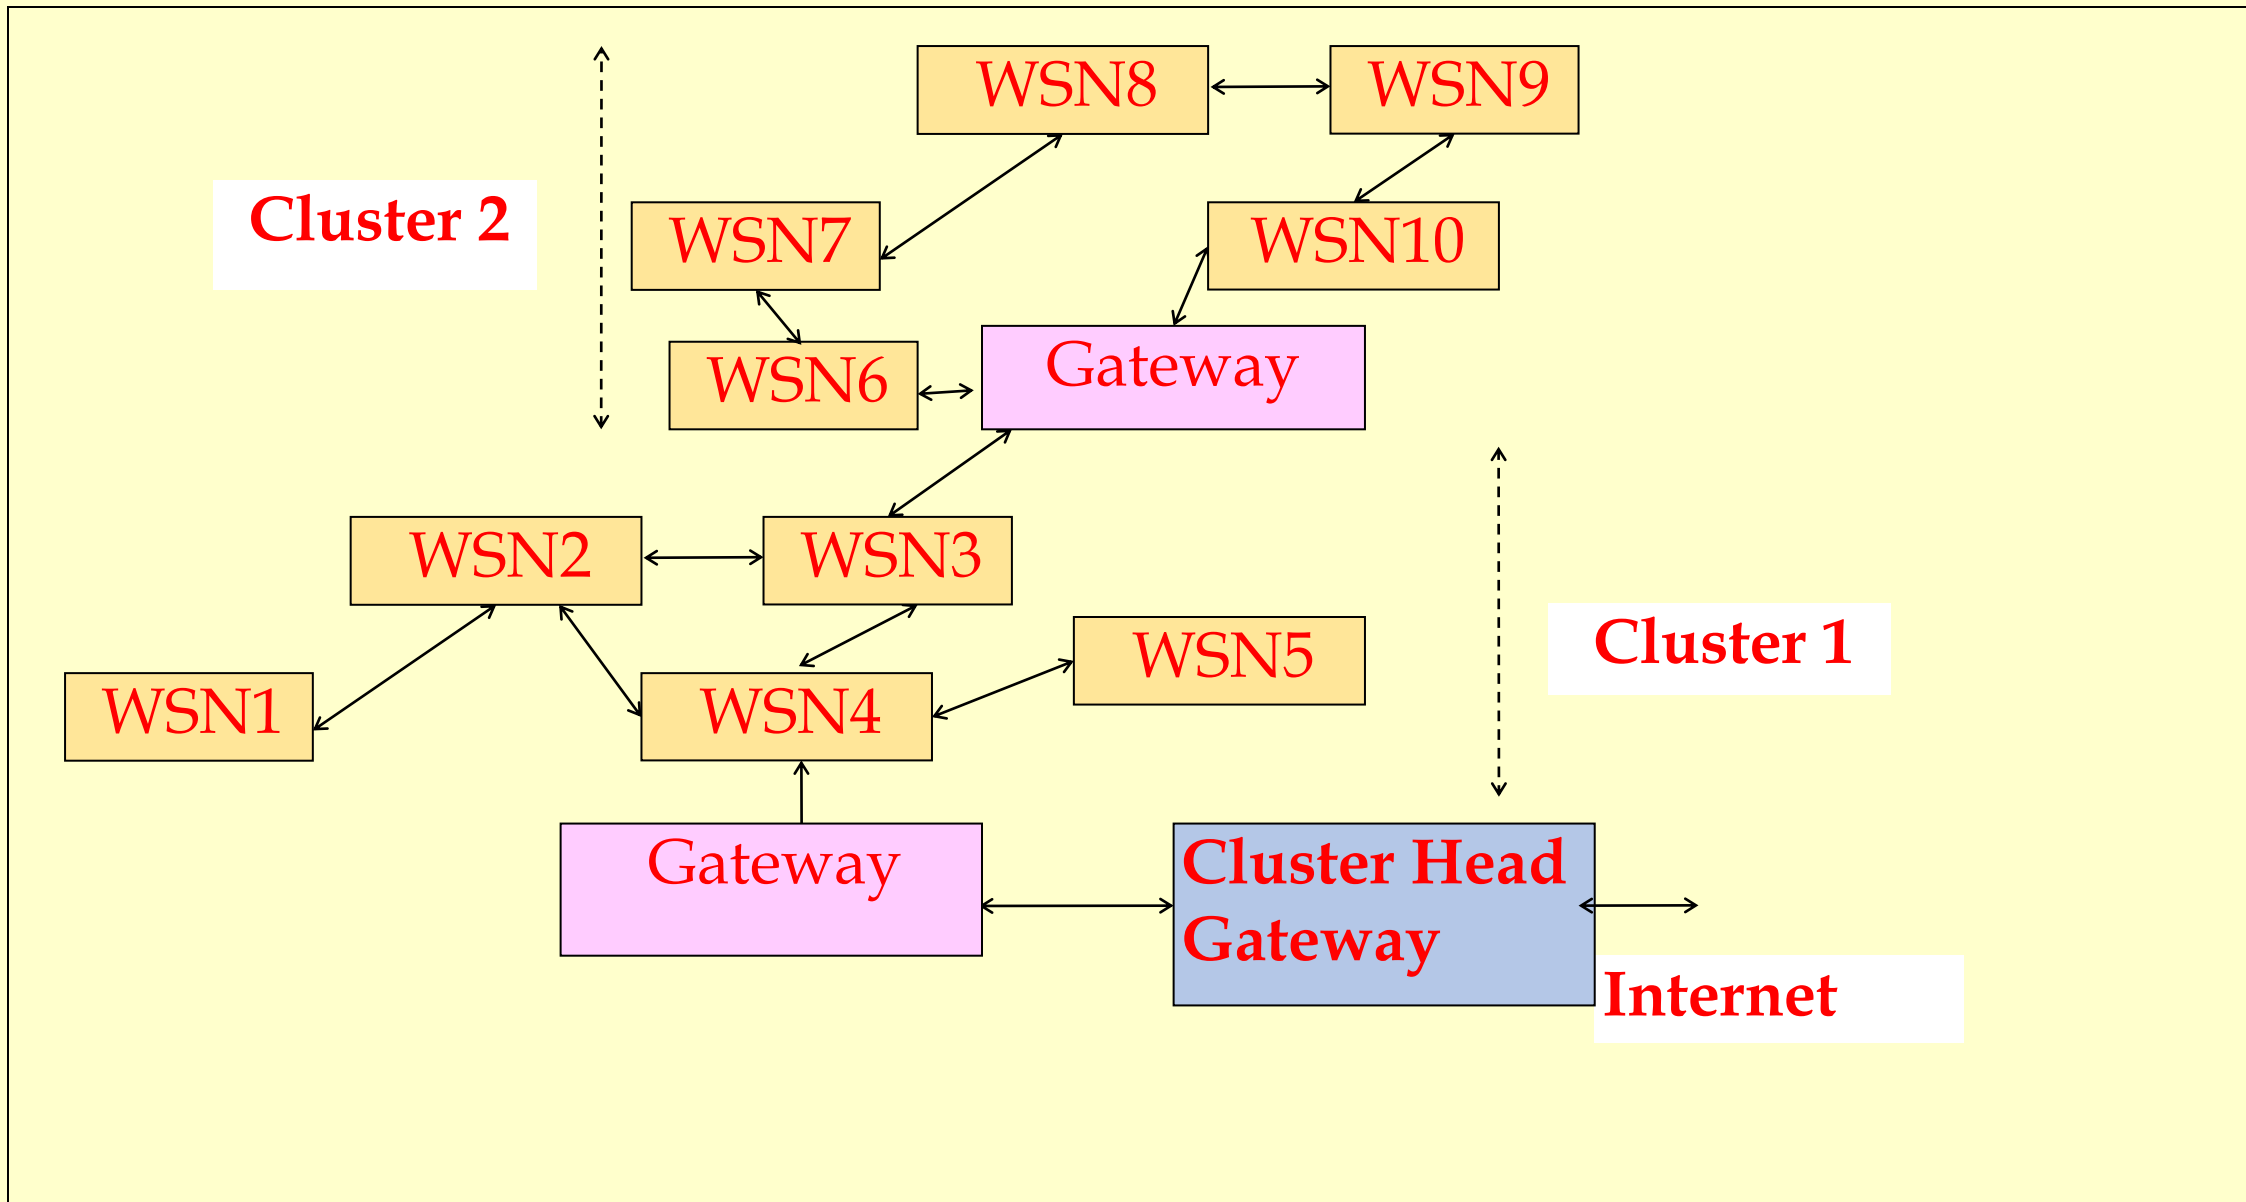 WSN8
WSN9
Cluster 2
WSN7
WSN10
WSN6
Gateway
WSN2
WSN3
WSN5
Cluster 1
WSN1
WSN4
Gateway
Cluster Head
Gateway
Internet